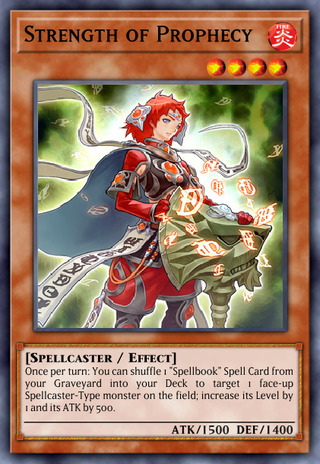 STRENGTH OF PROPHECY
FIRE
炎
[SPELLCASTER / EFFECT]
Once per turn: You can shuffle 1 "Spellbook" Spell Card from
your Graveyard into your Deck to target 1 face-up
Spellcaster-Type monster on the field; increase its Level by
1 and its ATK by 500.
ATK/1500 DEF/1400